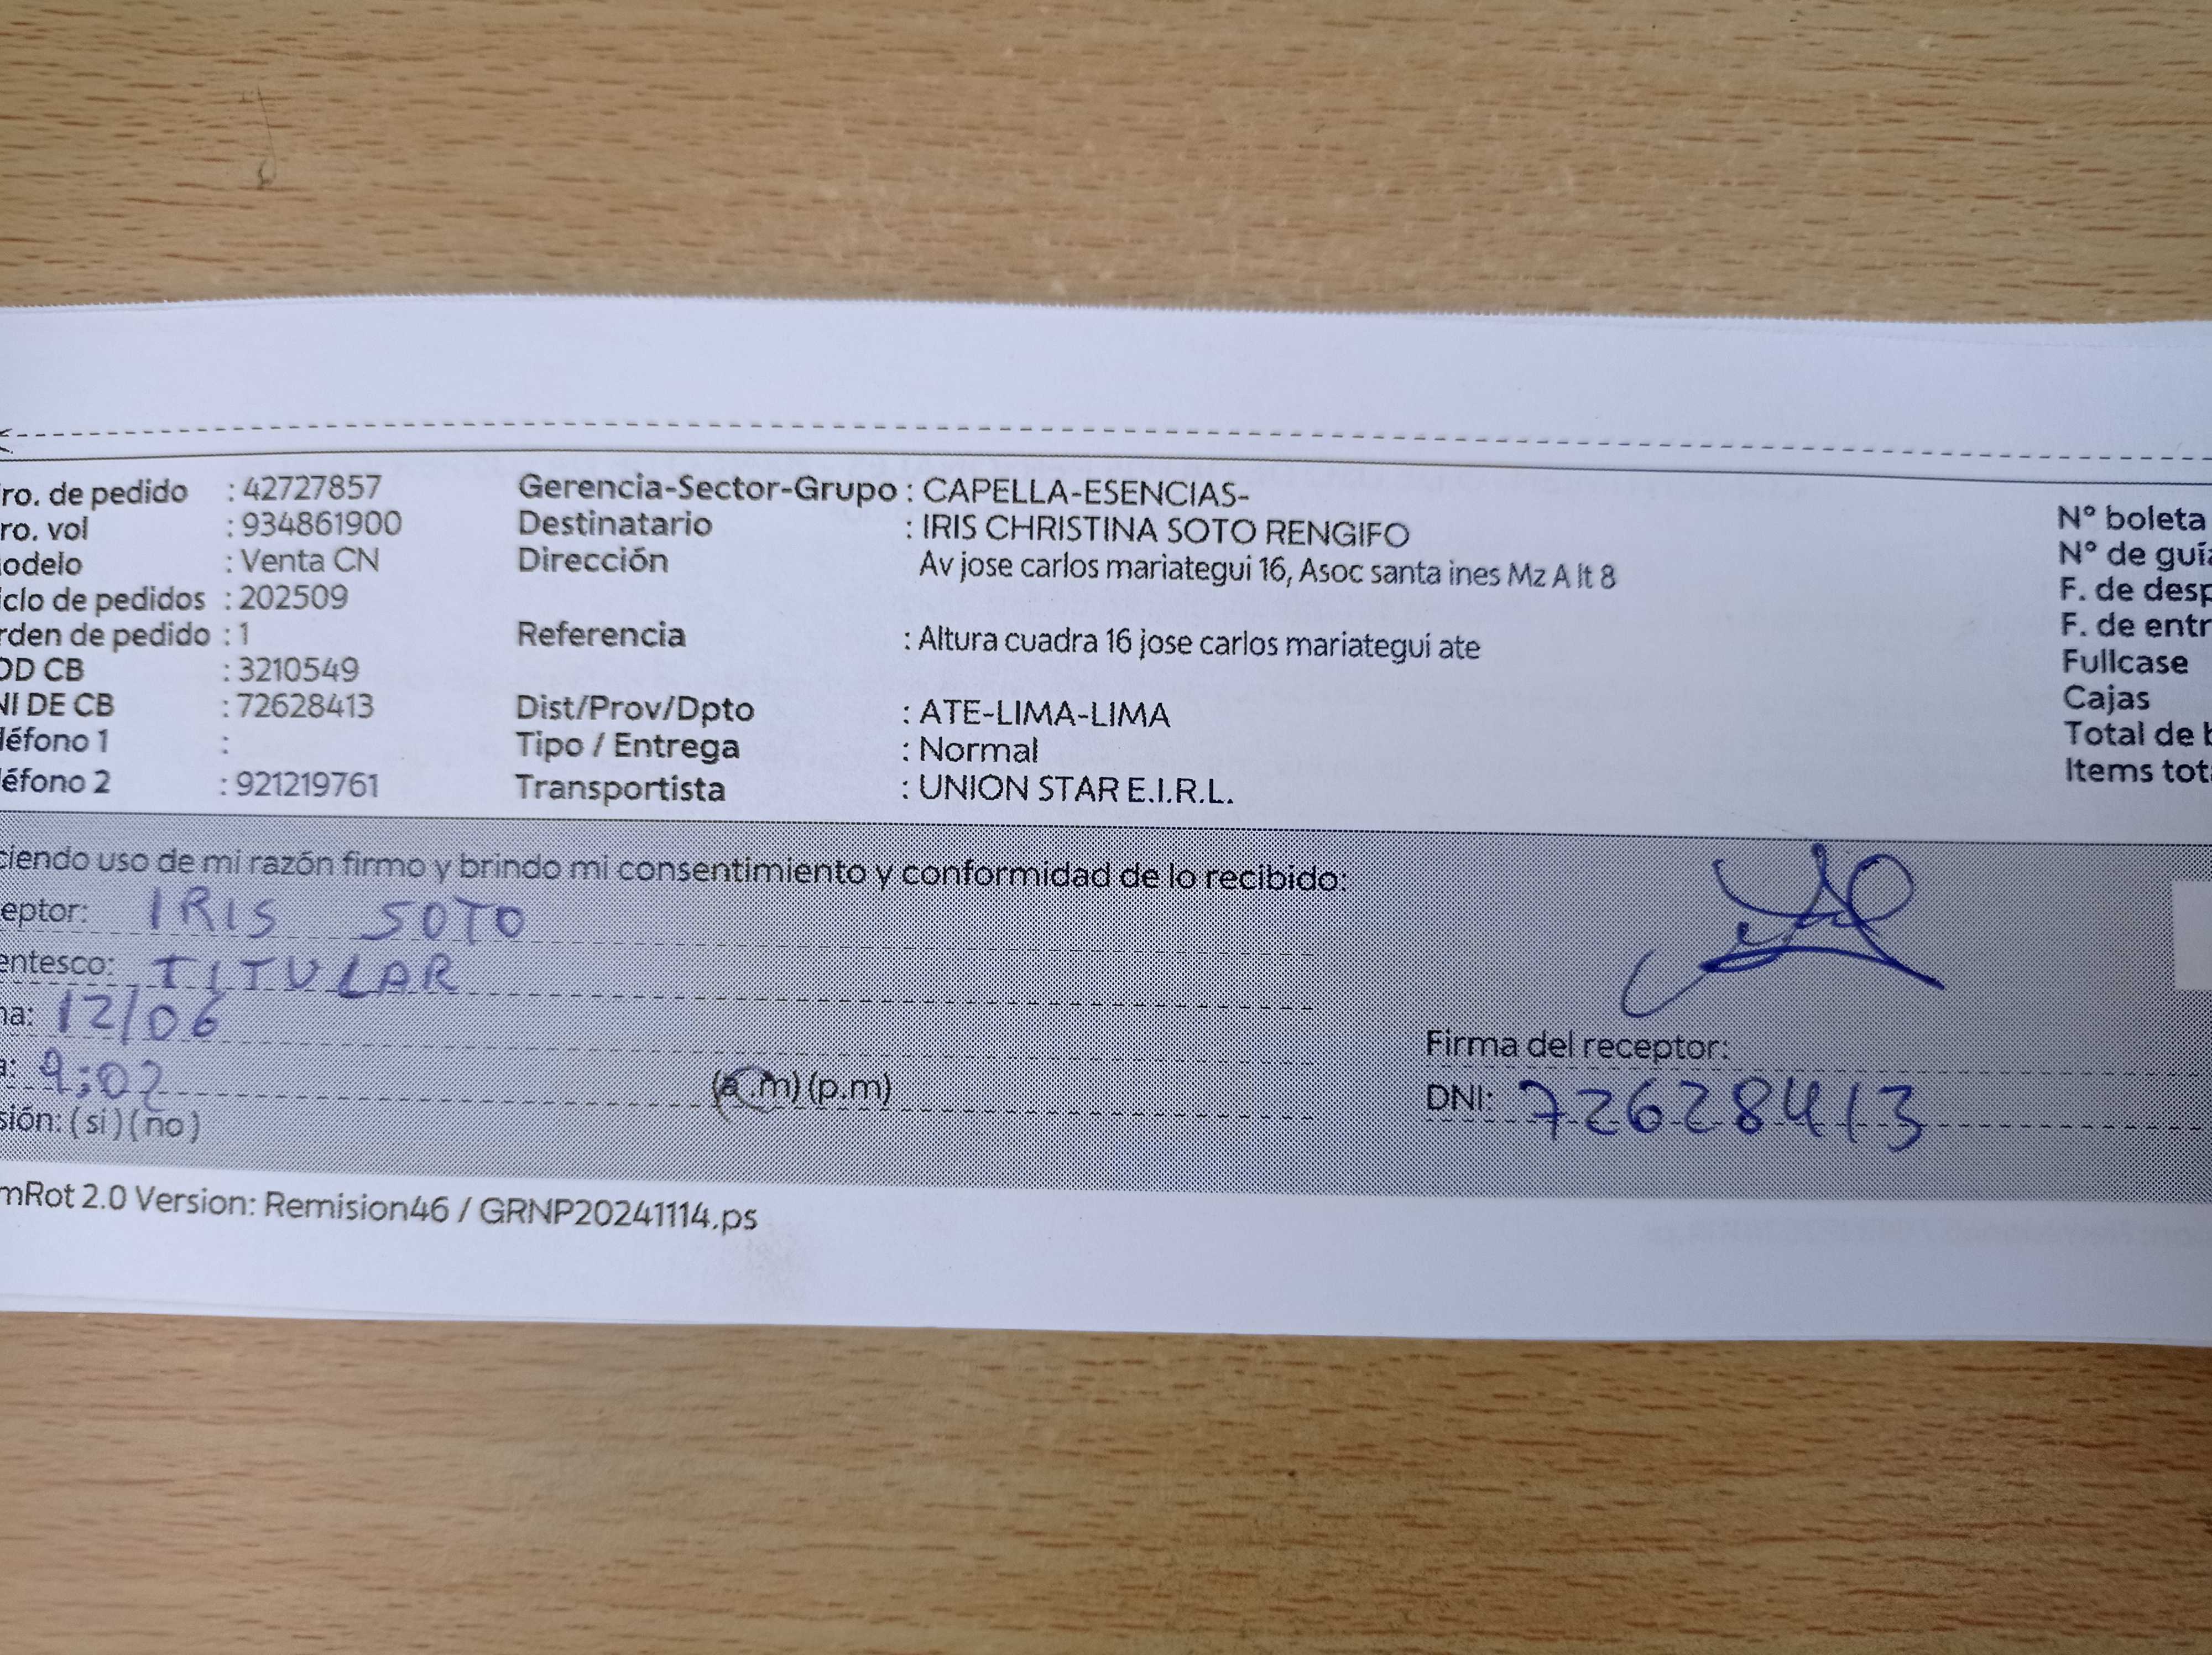 ro. de pedido : 42727857 Gerencia-Sector-Grupo : CAPELLA-ESENCIAS- N° boleta
ro. vol : 934861900 Destinatario : IRIS CHRISTINA SOTO RENGIFO N° de guía
odelo : Venta CN Dirección Av jose carlos mariategui 16, Asoc santa ines Mz A lt 8 F. de desp
iclo de pedidos : 202509 F. de entr
rden de pedido : 1 Referencia : Altura cuadra 16 jose carlos mariategui ate Fullcase
OD CB : 3210549 Cajas
NI DE CB : 72628413 Dist/Prov/Dpto : ATE-LIMA-LIMA Total de b
léfono 1 : Tipo / Entrega : Normal Items tot
éfono 2 : 921219761 Transportista : UNION STAR E.I.R.L.
ciendo uso de mi razón firmo y brindo mi consentimiento y conformidad de lo recibido:
eptor: IRIS SOTO
entesco: TITULAR
na: 12/06
a: 9:02 (a.m) (p.m)
sión: (si) (no)
Firma del receptor:
DNI: 72628413
mRot 2.0 Version: Remision46 / GRNP20241114.ps